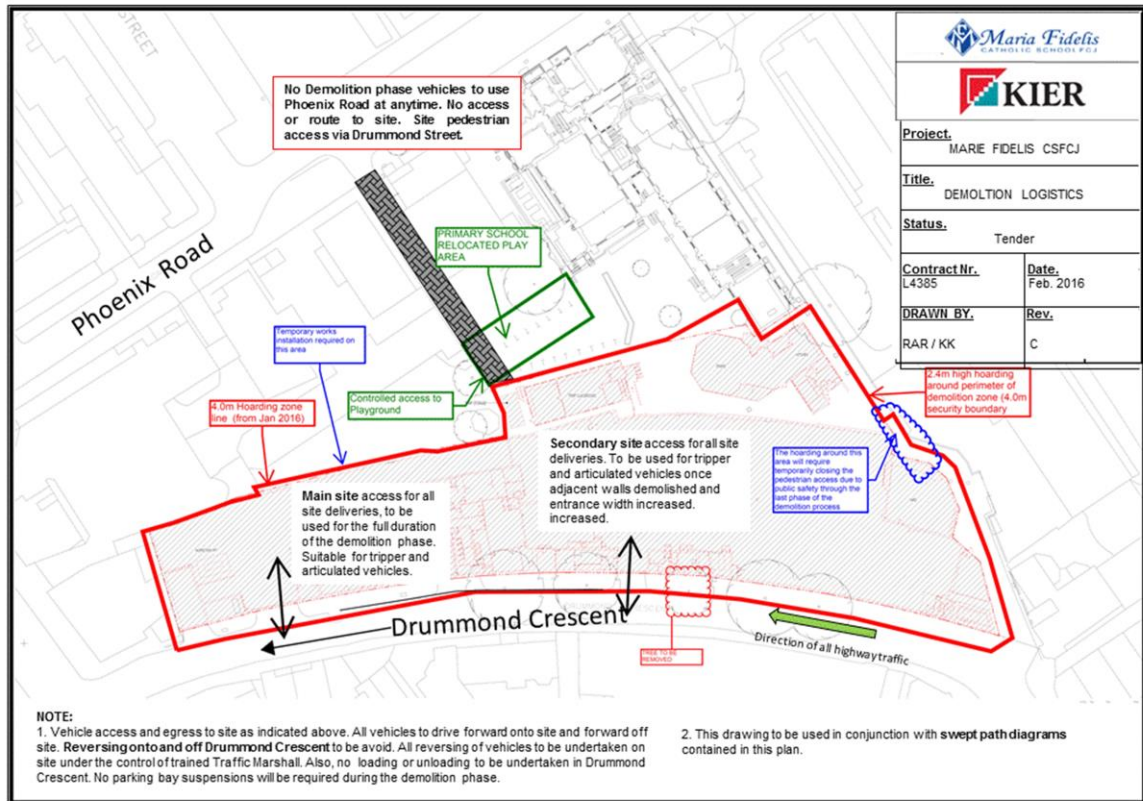 STREET
No Demolition phase vehicles to use
Phoenix Road at anytime. No access
or route to site. Site pedestrian
access via Drummond Street.
Maria Fidelis
CATHOLIC SCHOOL FCJ
KIER
Project.
MARIE FIDELIS CSFCJ
Title.
DEMOLTION LOGISTICS
Status.
Tender
Contract Nr.
L4385
Date.
Feb. 2016
DRAWN BY.
RAR / KK
Rev.
C
Phoenix Road
PRIMARY SCHOOL
RELOCATED PLAY
AREA
Temporary works
installation required on
this area
Controlled access to
Playground
4.0m Hoarding zone
line (from Jan 2016)
2.4m high hoarding
around perimeter of
demolition zone (4.0m
security boundary
The hoarding around this
area will require
temporarily closing the
pedestrian access due to
public safety through the
last phase of the
demolition process
Main site access for all
site deliveries, to be
used for the full duration
of the demolition phase.
Suitable for tripper and
articulated vehicles.
Secondary site access for all site
deliveries. To be used for tripper
and articulated vehicles once
adjacent walls demolished and
entrance width increased.
increased.
Drummond Crescent
Direction of all highway traffic
TREE TO BE
REMOVED
NOTE:
1. Vehicle access and egress to site as indicated above. All vehicles to drive forward onto site and forward off
site. Reversing onto and off Drummond Crescent to be avoid. All reversing of vehicles to be undertaken on
site under the control of trained Traffic Marshall. Also, no loading or unloading to be undertaken in Drummond
Crescent. No parking bay suspensions will be required during the demolition phase.
2. This drawing to be used in conjunction with swept path diagrams
contained in this plan.